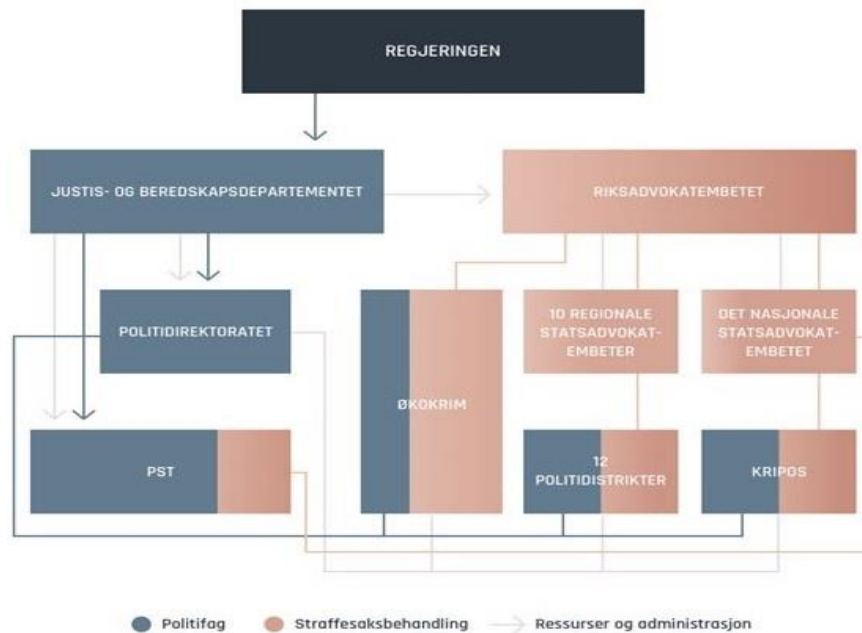 REGJERINGEN
JUSTIS- OG BEREDSKAPSDEPARTEMENTET
RIKSADVOKATEMBETET
POLITIDIREKTORATET
ØKOKRIM
10 REGIONALE
STATSADVOKAT-
EMBETER
DET NASJONALE
STATSADVOKAT-
EMBETET
PST
12
POLITIDISTRIKTER
KRIPOS
Politifag
Straffesaksbehandling
Ressurser og administrasjon